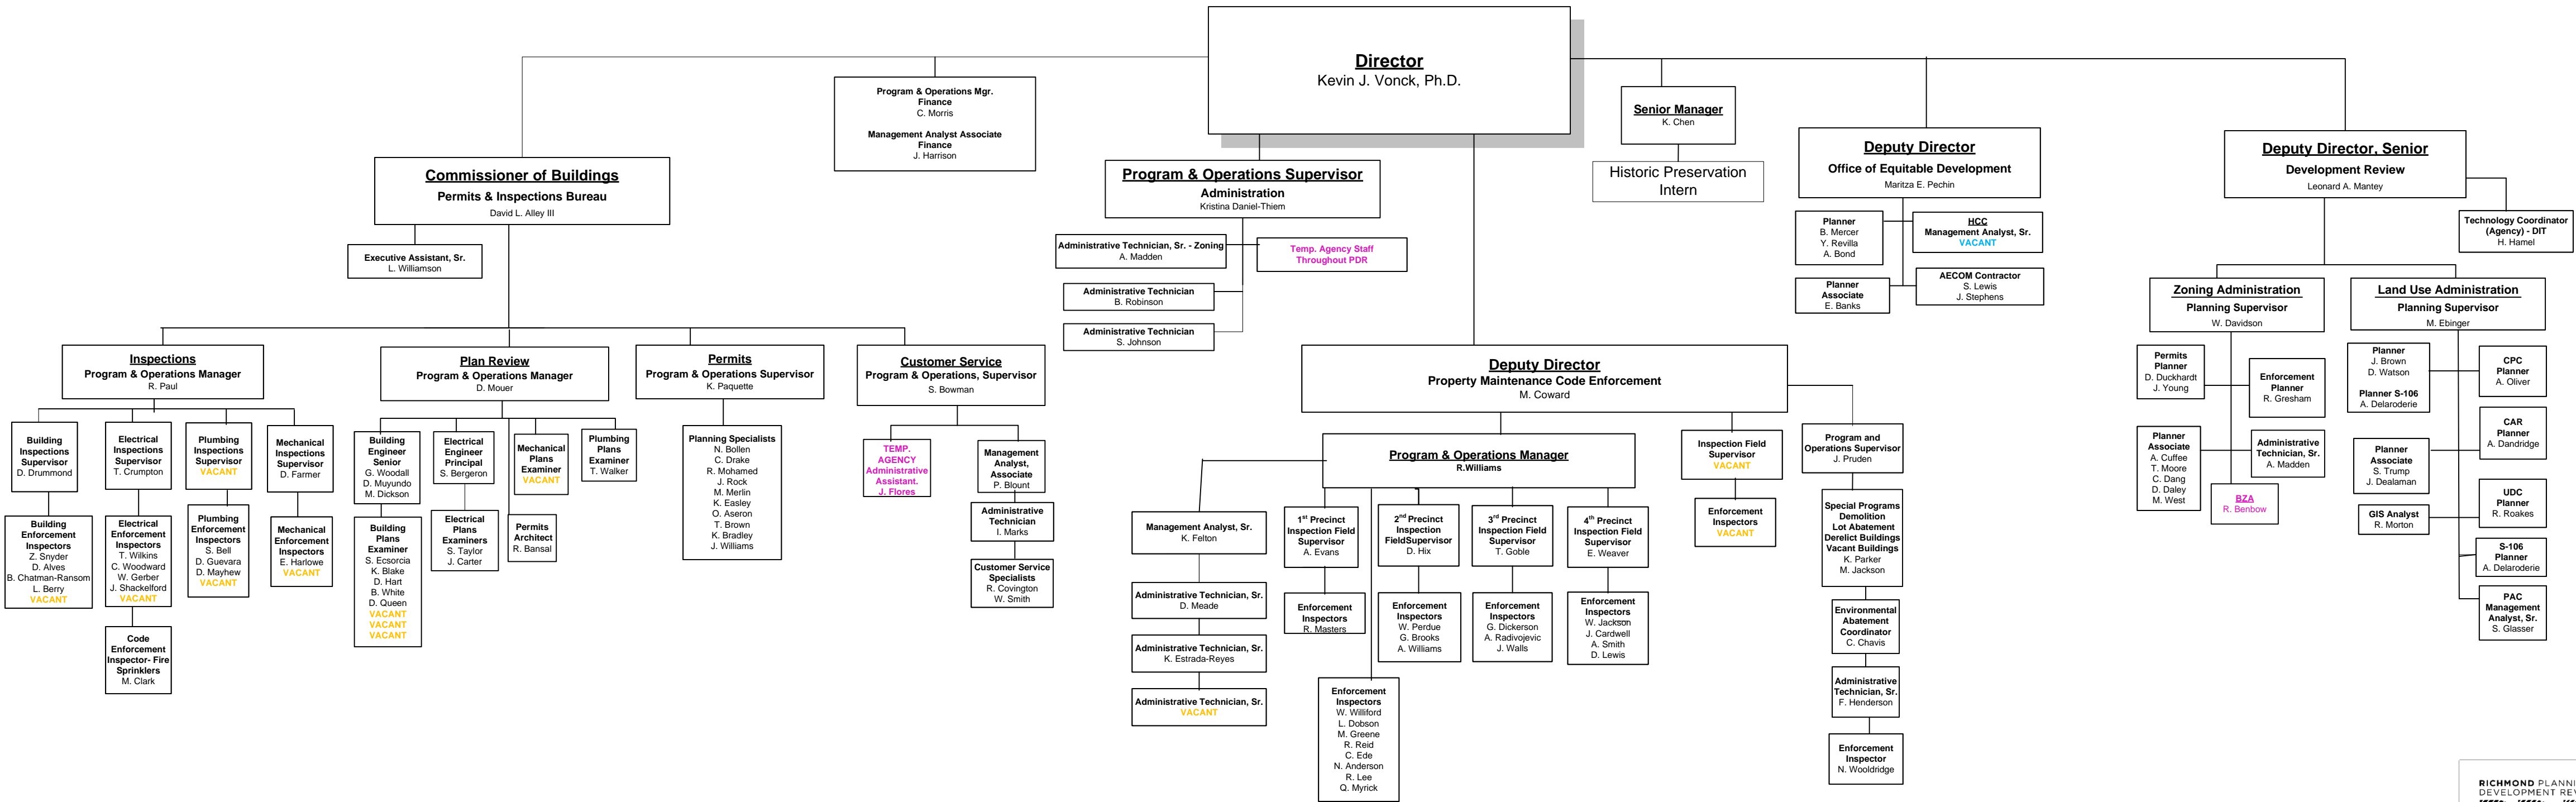 Director
Kevin J. Vonck, Ph.D.
Program & Operations Mgr.
Finance
C. Morris
Management Analyst Associate
Finance
J. Harrison
Senior Manager
K. Chen
Historic Preservation
Intern
Commissioner of Buildings
Permits & Inspections Bureau
David L. Alley III
Executive Assistant, Sr.
L. Williamson
Program & Operations Supervisor
Administration
Kristina Daniel-Thiem
Administrative Technician, Sr. - Zoning
A. Madden
Temp. Agency Staff
Throughout PDR
Administrative Technician
B. Robinson
Administrative Technician
S. Johnson
Deputy Director
Office of Equitable Development
Maritza E. Pechin
Planner
B. Mercer
Y. Revilla
A. Bond
HCC
Management Analyst, Sr.
VACANT
Planner
Associate
E. Banks
AECOM Contractor
S. Lewis
J. Stephens
Deputy Director, Senior
Development Review
Leonard A. Mantey
Technology Coordinator
(Agency) - DIT
H. Hamel
Zoning Administration
Planning Supervisor
W. Davidson
Land Use Administration
Planning Supervisor
M. Ebinger
Permits
Planner
D. Duckhardt
J. Young
Enforcement
Planner
R. Gresham
Planner
Associate
A. Cuffee
T. Moore
C. Dang
D. Daley
M. West
Administrative
Technician, Sr.
A. Madden
BZA
R. Benbow
Planner
J. Brown
D. Watson
Planner S-106
A. Delaroderie
CPC
Planner
A. Oliver
CAR
Planner
A. Dandridge
Planner
Associate
S. Trump
J. Dealaman
UDC
Planner
R. Roakes
GIS Analyst
R. Morton
S-106
Planner
A. Delaroderie
PAC
Management
Analyst, Sr.
S. Glasser
Inspections
Program & Operations Manager
R. Paul
Plan Review
Program & Operations Manager
D. Mouer
Permits
Program & Operations Supervisor
K. Paquette
Customer Service
Program & Operations, Supervisor
S. Bowman
Building
Inspections
Supervisor
D. Drummond
Electrical
Inspections
Supervisor
T. Crumpton
Plumbing
Inspections
Supervisor
VACANT
Mechanical
Inspections
Supervisor
D. Farmer
Building
Enforcement
Inspectors
Z. Snyder
D. Alves
B. Chatman-Ransom
L. Berry
VACANT
Electrical
Enforcement
Inspectors
T. Wilkins
C. Woodward
W. Gerber
J. Shackelford
VACANT
Plumbing
Enforcement
Inspectors
S. Bell
D. Guevara
D. Mayhew
VACANT
Mechanical
Enforcement
Inspectors
E. Harlowe
VACANT
Code
Enforcement
Inspector- Fire
Sprinklers
M. Clark
Building
Engineer
Senior
G. Woodall
D. Muyundo
M. Dickson
Electrical
Engineer
Principal
S. Bergeron
Mechanical
Plans
Examiner
VACANT
Plumbing
Plans
Examiner
T. Walker
Building
Plans
Examiner
S. Ecsorcia
K. Blake
D. Hart
B. White
D. Queen
VACANT
VACANT
VACANT
Electrical
Plans
Examiners
S. Taylor
J. Carter
Permits
Architect
R. Bansal
Planning Specialists
N. Bollen
C. Drake
R. Mohamed
J. Rock
M. Merlin
K. Easley
O. Aseron
T. Brown
K. Bradley
J. Williams
TEMP.
AGENCY
Administrative
Assistant.
J. Flores
Management
Analyst,
Associate
P. Blount
Administrative
Technician
I. Marks
Customer Service
Specialists
R. Covington
W. Smith
Deputy Director
Property Maintenance Code Enforcement
M. Coward
Program & Operations Manager
R.Williams
Inspection Field
Supervisor
VACANT
Enforcement
Inspectors
VACANT
Program and
Operations Supervisor
J. Pruden
Special Programs
Demolition
Lot Abatement
Derelict Buildings
Vacant Buildings
K. Parker
M. Jackson
Environmental
Abatement
Coordinator
C. Chavis
Administrative
Technician, Sr.
F. Henderson
Enforcement
Inspector
N. Wooldridge
Management Analyst, Sr.
K. Felton
Administrative Technician, Sr.
D. Meade
Administrative Technician, Sr.
K. Estrada-Reyes
Administrative Technician, Sr.
VACANT
1st Precinct
Inspection Field
Supervisor
A. Evans
2nd Precinct
Inspection
FieldSupervisor
D. Hix
3rd Precinct
Inspection Field
Supervisor
T. Goble
4th Precinct
Inspection Field
Supervisor
E. Weaver
Enforcement
Inspectors
R. Masters
Enforcement
Inspectors
W. Perdue
G. Brooks
A. Williams
Enforcement
Inspectors
G. Dickerson
A. Radivojevic
J. Walls
Enforcement
Inspectors
W. Jackson
J. Cardwell
A. Smith
D. Lewis
Enforcement
Inspectors
W. Williford
L. Dobson
M. Greene
R. Reid
C. Ede
N. Anderson
R. Lee
Q. Myrick
RICHMOND PLANNI
DEVELOPMENT REV